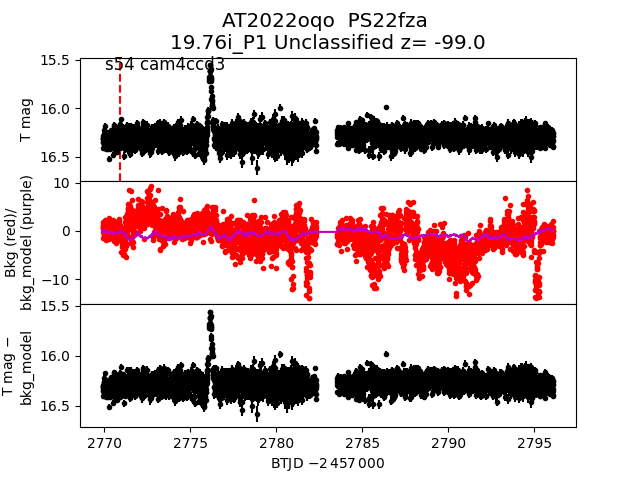 AT2022oqo PS22fza
19.76i_P1 Unclassified z= -99.0
s54 cam4ccd3
15.5
16.0
16.5
T mag
10
0
−10
Bkg (red)/
bkg_model (purple)
15.5
16.0
16.5
T mag −
bkg_model
2770 2775 2780 2785 2790 2795
BTJD −2 457 000